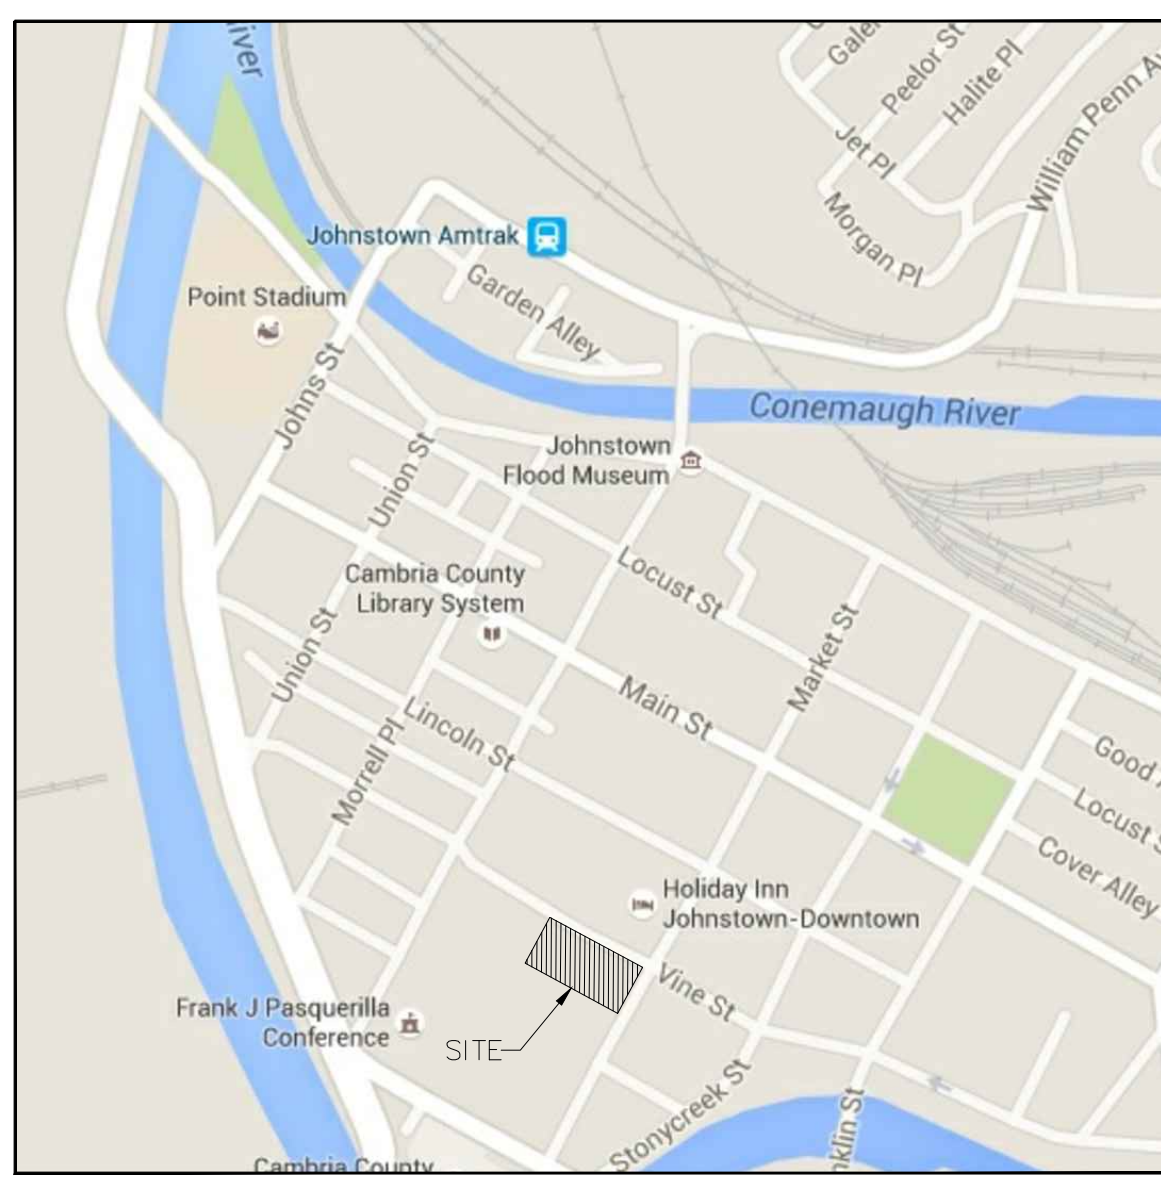 Galer
Peelor St
Halite Pl
William Penn Av
Jet Pl
Morgan Pl
Johnstown Amtrak
Garden Alley
Point Stadium
Johns St
Conemaugh River
Union St
Johnstown
Flood Museum
Locust St
Cambria County
Library System
Market St
Union St
Main St
Lincoln St
Morrell Pl
Good
Locust S
Cover Alley
Holiday Inn
Johnstown-Downtown
Vine St
Frank J Pasquerilla
Conference
SITE
Stonycreek St
nklin St
Cambria County